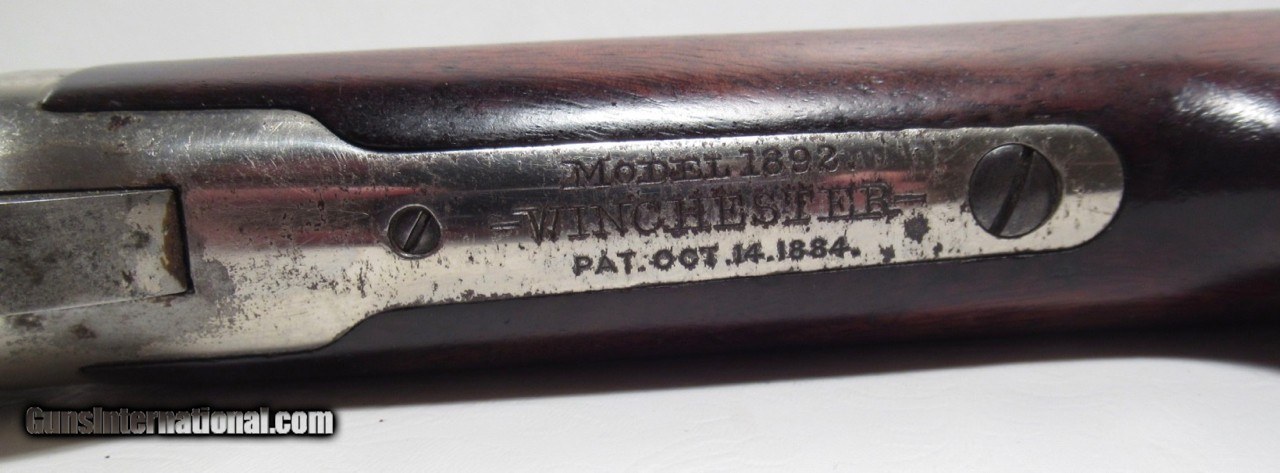 MODEL 1892
-WINCHESTER-
PAT. OCT. 14. 1884.
GunsInternational.com